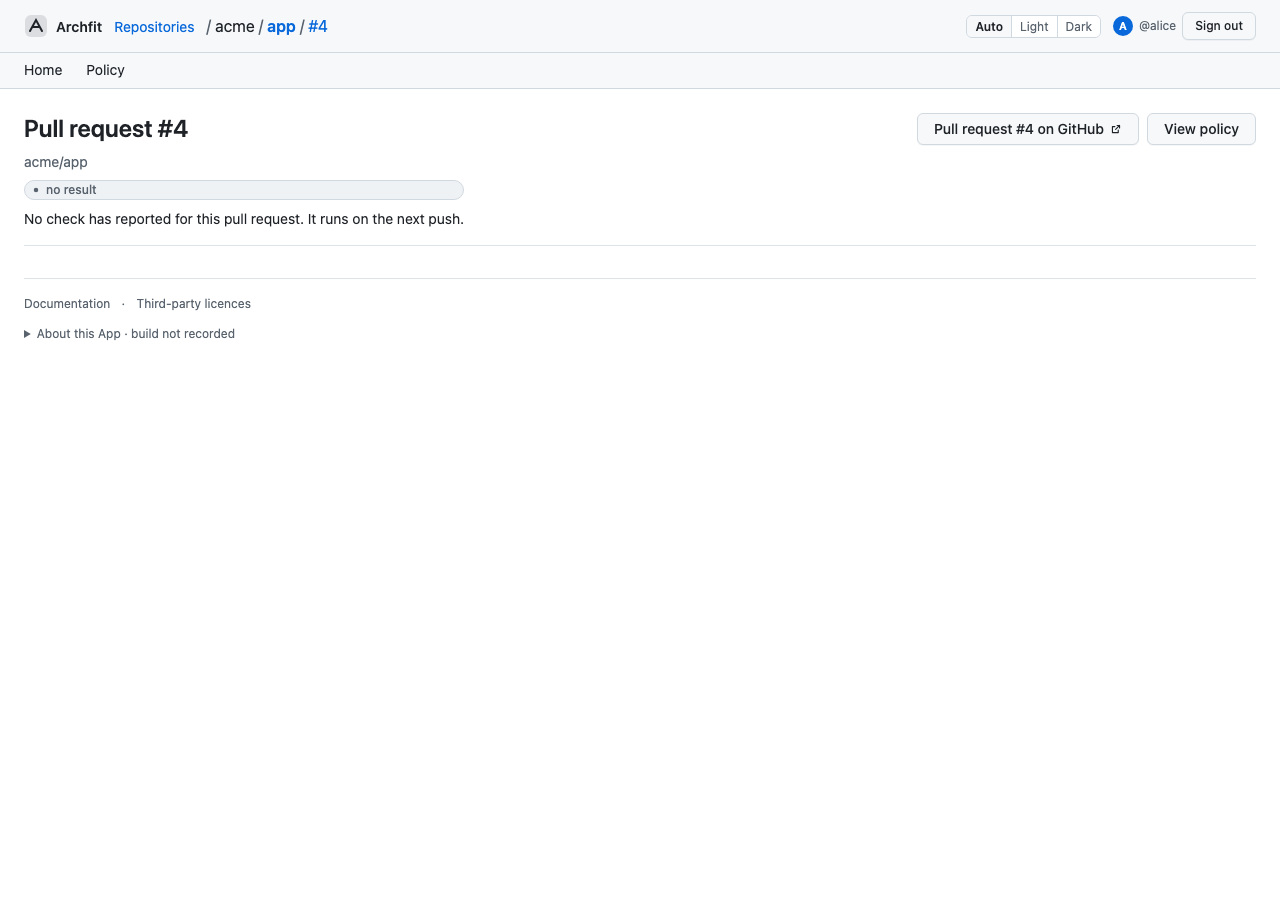 Archfit Repositories / acme / app / #4 Auto Light Dark A @alice Sign out
Home Policy
Pull request #4 Pull request #4 on GitHub View policy
acme/app
• no result
No check has reported for this pull request. It runs on the next push.
Documentation · Third-party licences
About this App · build not recorded